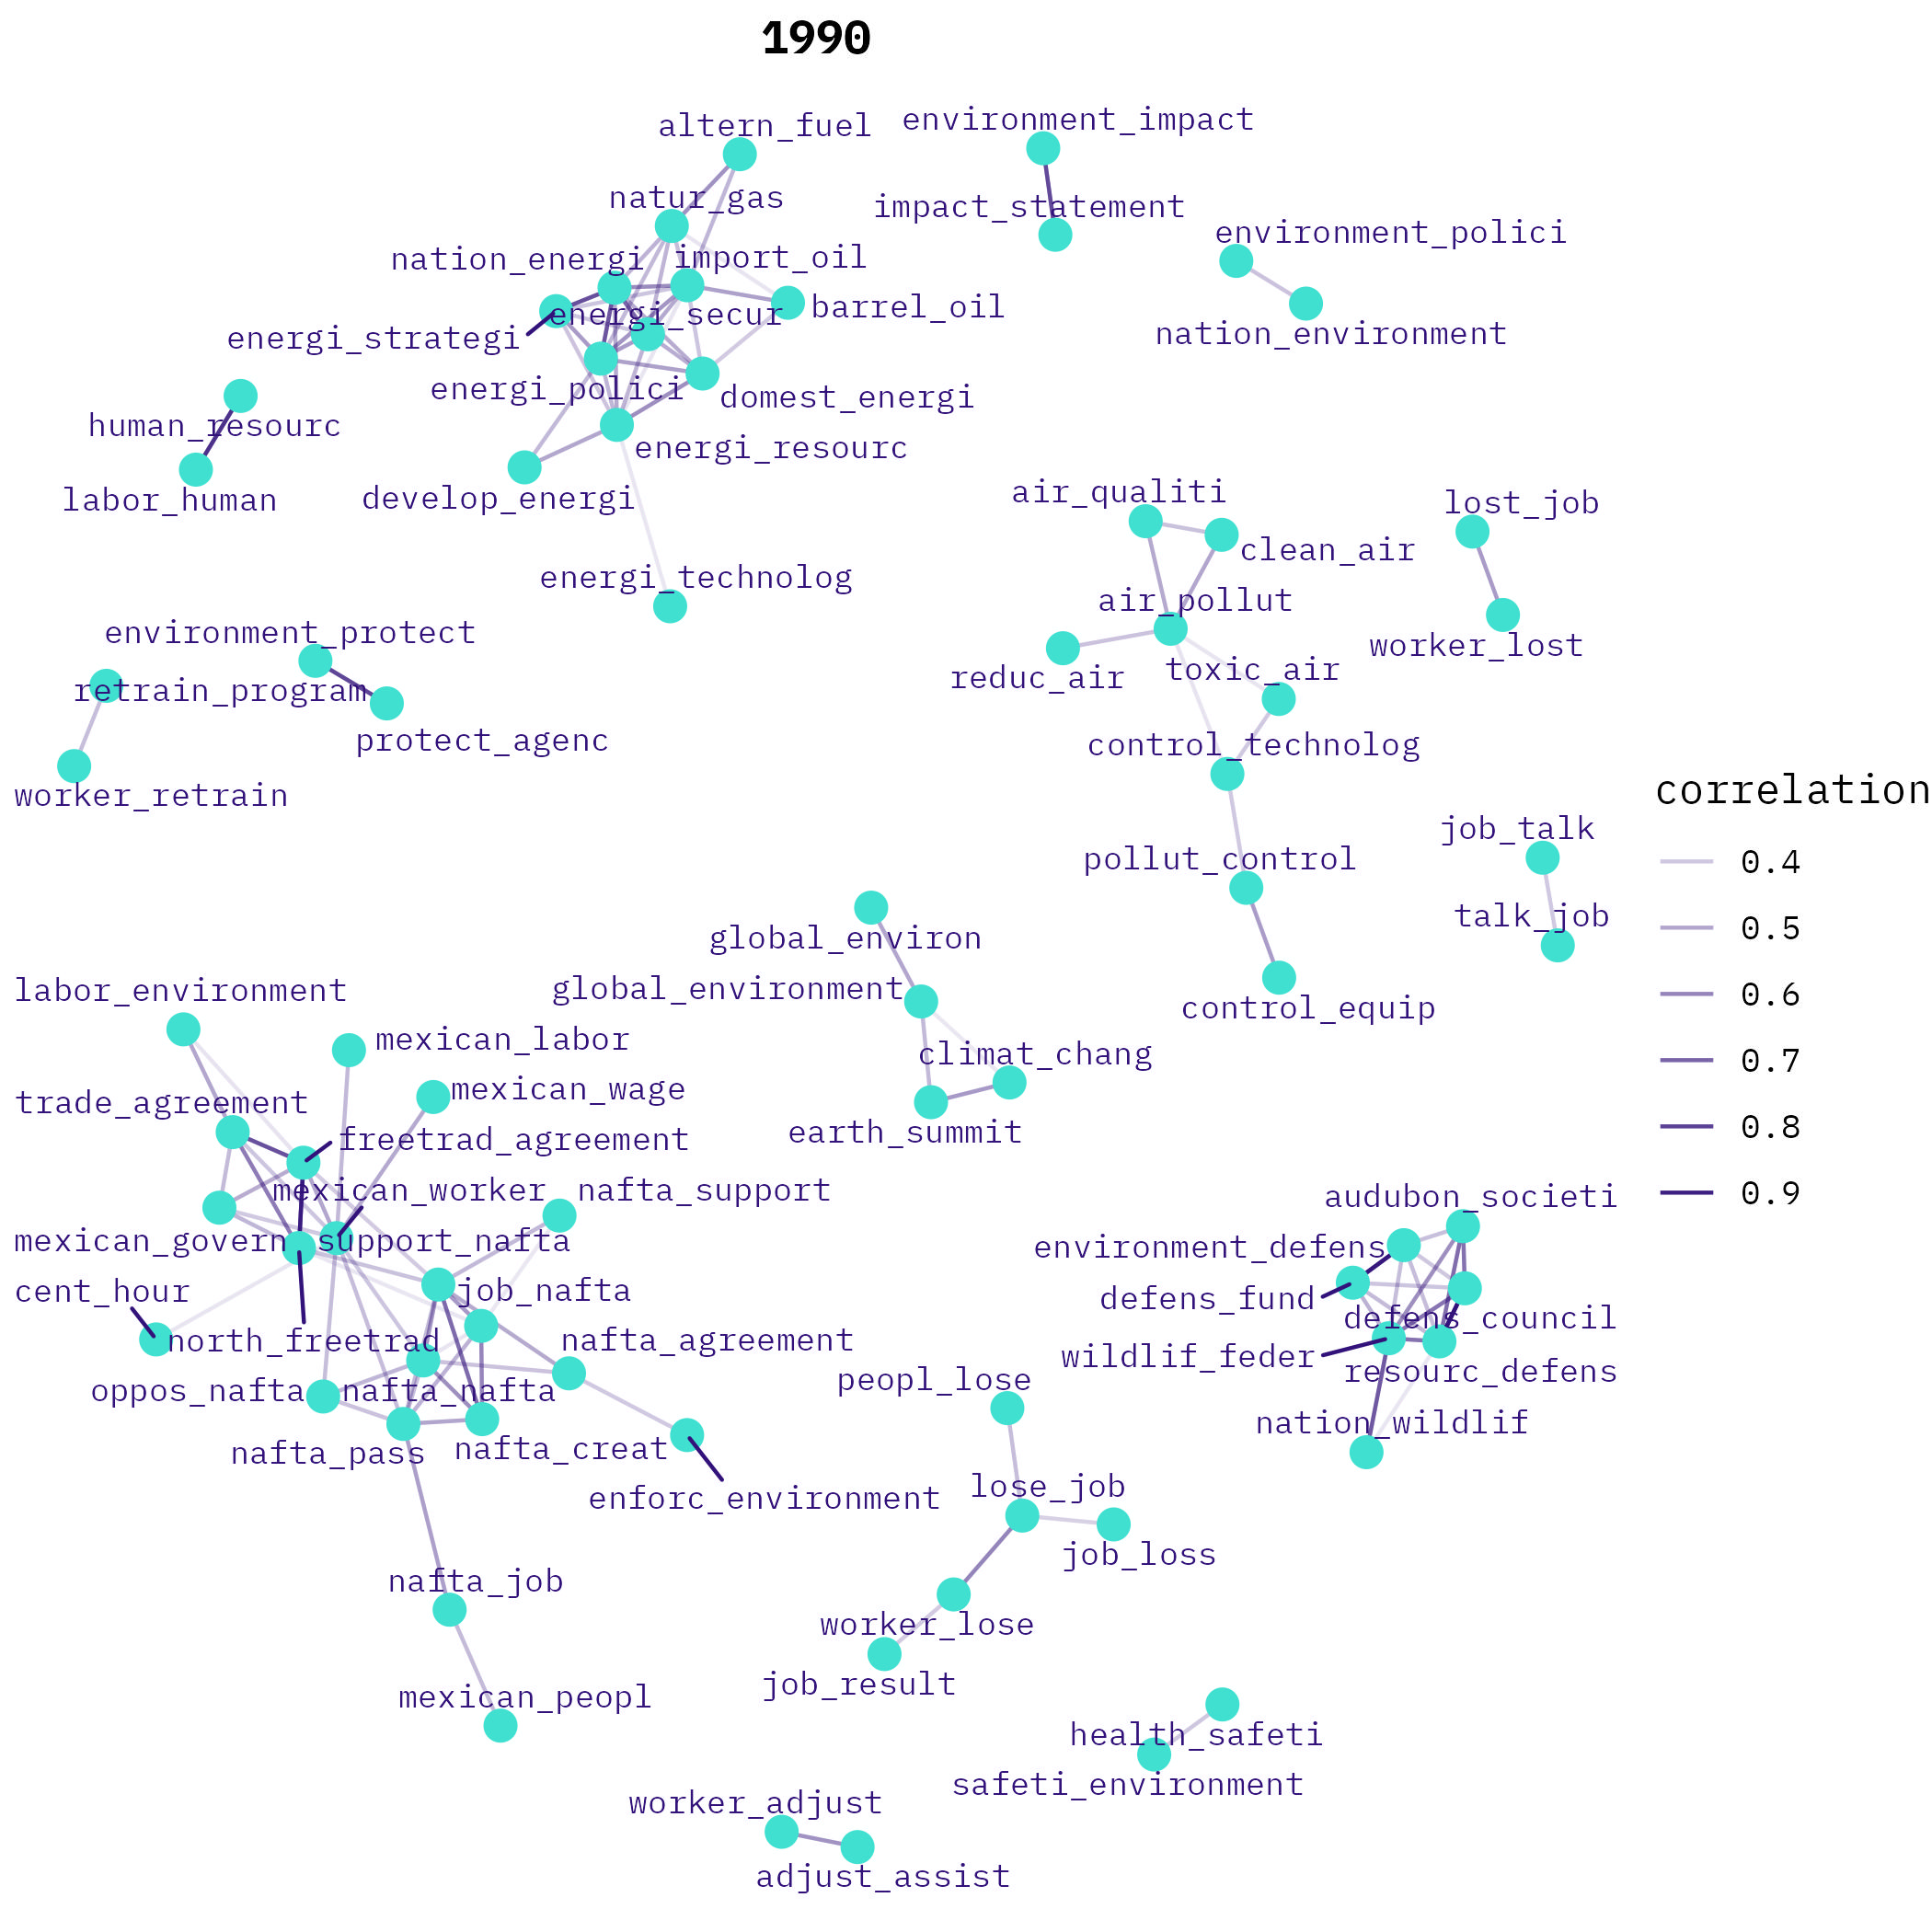 1990
altern_fuel
environment_impact
natur_gas
impact_statement
environment_polici
nation_energi
import_oil
energi_secur
barrel_oil
energi_strategi
nation_environment
energi_polici
domest_energi
human_resourc
energi_resourc
labor_human
develop_energi
air_qualiti
lost_job
clean_air
energi_technolog
air_pollut
environment_protect
worker_lost
toxic_air
reduc_air
retrain_program
protect_agenc
control_technolog
worker_retrain
correlation
0.4
0.5
0.6
0.7
0.8
0.9
job_talk
pollut_control
talk_job
global_environ
global_environment
labor_environment
control_equip
mexican_labor
climat_chang
mexican_wage
trade_agreement
earth_summit
freetrad_agreement
mexican_worker
nafta_support
audubon_societi
mexican_govern
support_nafta
environment_defens
cent_hour
job_nafta
defens_fund
defens_council
north_freetrad
nafta_agreement
wildlif_feder
resourc_defens
oppos_nafta
nafta_nafta
peopl_lose
nation_wildlif
nafta_pass
nafta_creat
lose_job
enforc_environment
job_loss
nafta_job
worker_lose
job_result
mexican_peopl
health_safeti
safeti_environment
worker_adjust
adjust_assist